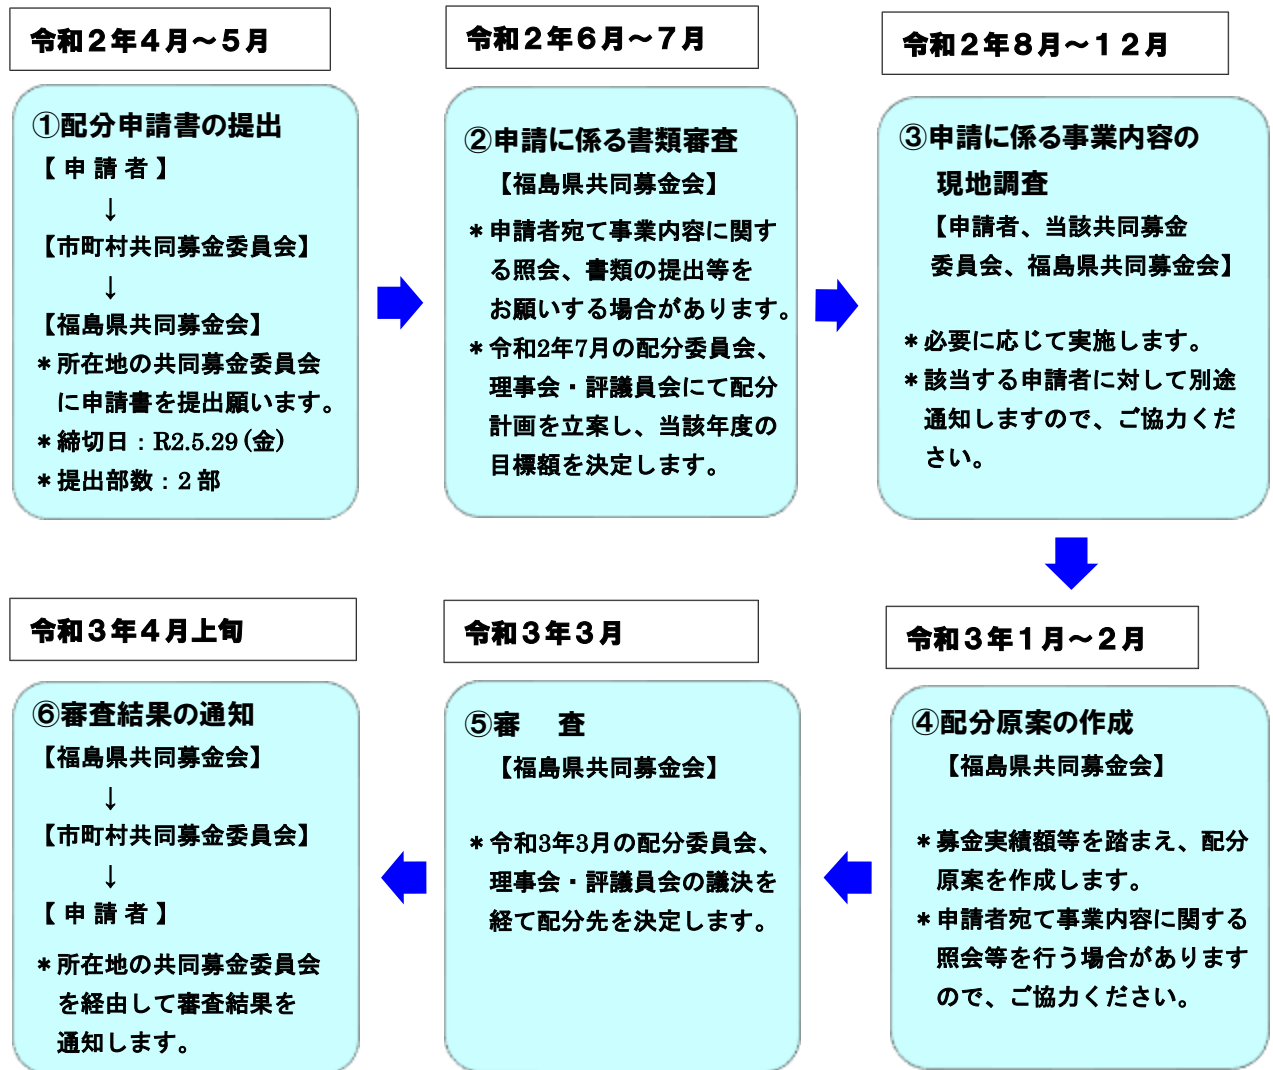 令和２年４月～５月
①配分申請書の提出
【 申 請 者 】
↓
【市町村共同募金委員会】
↓
【福島県共同募金会】
＊所在地の共同募金委員会
に申請書を提出願います。
＊締切日：R2.5.29(金)
＊提出部数：2 部
令和２年６月～７月
②申請に係る書類審査
【福島県共同募金会】
＊申請者宛て事業内容に関す
る照会、書類の提出等を
お願いする場合があります。
＊令和2年7月の配分委員会、
理事会・評議員会にて配分
計画を立案し、当該年度の
目標額を決定します。
令和２年８月～１２月
③申請に係る事業内容の
現地調査
【申請者、当該共同募金
委員会、福島県共同募金会】
＊必要に応じて実施します。
＊該当する申請者に対して別途
通知しますので、ご協力くだ
さい。
令和３年１月～２月
④配分原案の作成
【福島県共同募金会】
＊募金実績額等を踏まえ、配分
原案を作成します。
＊申請者宛て事業内容に関する
照会等を行う場合があります
ので、ご協力ください。
令和３年３月
⑤審　査
【福島県共同募金会】
＊令和3年3月の配分委員会、
理事会・評議員会の議決を
経て配分先を決定します。
令和３年４月上旬
⑥審査結果の通知
【福島県共同募金会】
↓
【市町村共同募金委員会】
↓
【 申 請 者 】
＊所在地の共同募金委員会
を経由して審査結果を
通知します。